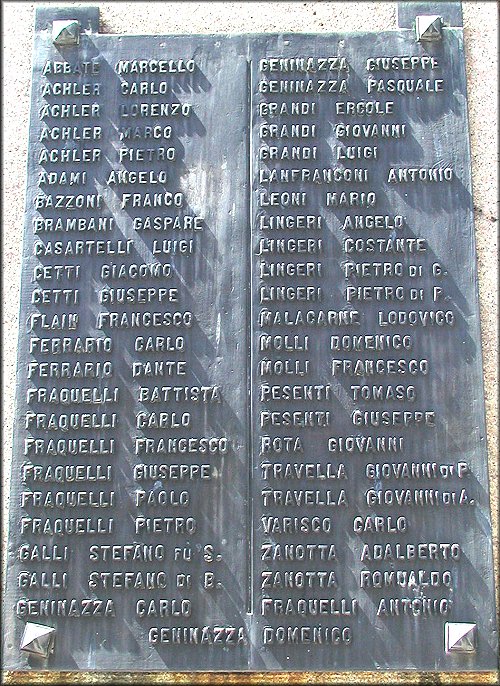 ABBATE MARCELLO
ACHLER CARLO
ACHLER LORENZO
ACHLER MARCO
ACHLER PIETRO
ADAMI ANGELO
BAZZONI FRANCO
BRAMBANI GASPARE
CASARTELLI LUIGI
CETTI GIACOMO
CETTI GIUSEPPE
FLAIM FRANCESCO
FERRARIO CARLO
FERRARIO DANTE
FRAQUELLI BATTISTA
FRAQUELLI CARLO
FRAQUELLI FRANCESCO
FRAQUELLI GIUSEPPE
FRAQUELLI PAOLO
FRAQUELLI PIETRO
GALLI STEFANO FU S.
GALLI STEFANO DI B.
GENINAZZA CARLO
GENINAZZA GIUSEPPE
GENINAZZA PASQUALE
GRANDI ERCOLE
GRANDI GIOVANNI
GRANDI LUIGI
LANFRANCONI ANTONIO
LEONI MARIO
LINGERI ANGELO
LINGERI COSTANTE
LINGERI PIETRO DI G.
LINGERI PIETRO DI P.
MALACARNE LODOVICO
MOLLI DOMENICO
MOLLI FRANCESCO
PESENTI TOMASO
PESENTI GIUSEPPE
ROTA GIOVANNI
TRAVELLA GIOVANNI DI P.
TRAVELLA GIOVANNI DI A.
VARISCO CARLO
ZANOTTA ADALBERTO
ZANOTTA ROMUALDO
FRAQUELLI ANTONIO
GENINAZZA DOMENICO